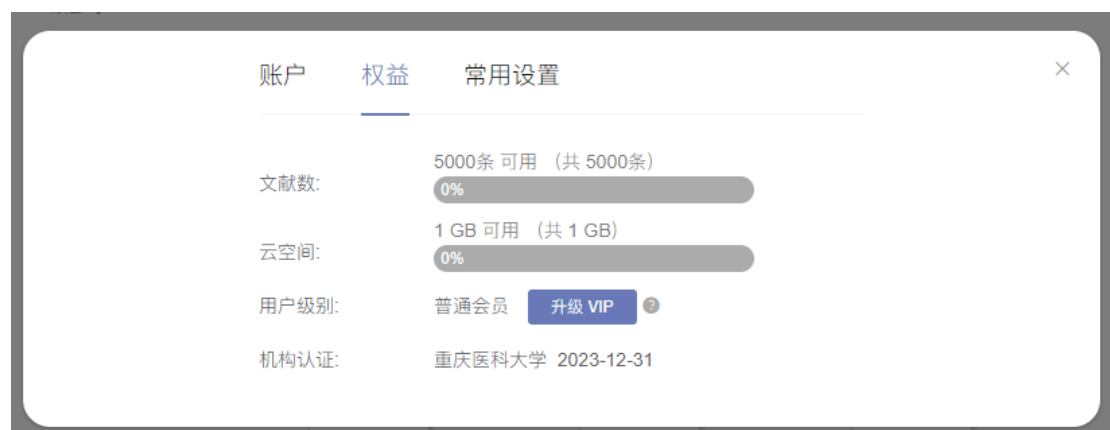 账户 权益 常用设置 ×
5000条 可用 （共 5000条）
文献数:
0%
1 GB 可用 （共 1 GB）
云空间:
0%
用户级别: 普通会员 升级 VIP ?
机构认证: 重庆医科大学 2023-12-31